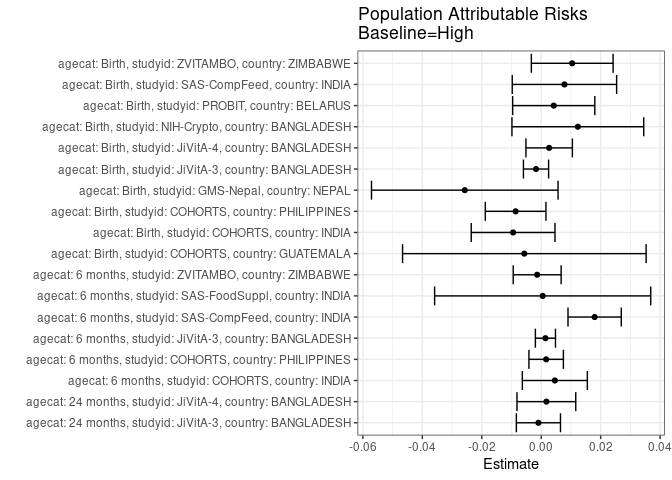 Population Attributable Risks
Baseline=High
agecat: Birth, studyid: ZVITAMBO, country: ZIMBABWE
agecat: Birth, studyid: SAS-CompFeed, country: INDIA
agecat: Birth, studyid: PROBIT, country: BELARUS
agecat: Birth, studyid: NIH-Crypto, country: BANGLADESH
agecat: Birth, studyid: JiVitA-4, country: BANGLADESH
agecat: Birth, studyid: JiVitA-3, country: BANGLADESH
agecat: Birth, studyid: GMS-Nepal, country: NEPAL
agecat: Birth, studyid: COHORTS, country: PHILIPPINES
agecat: Birth, studyid: COHORTS, country: INDIA
agecat: Birth, studyid: COHORTS, country: GUATEMALA
agecat: 6 months, studyid: ZVITAMBO, country: ZIMBABWE
agecat: 6 months, studyid: SAS-FoodSuppl, country: INDIA
agecat: 6 months, studyid: SAS-CompFeed, country: INDIA
agecat: 6 months, studyid: JiVitA-3, country: BANGLADESH
agecat: 6 months, studyid: COHORTS, country: PHILIPPINES
agecat: 6 months, studyid: COHORTS, country: INDIA
agecat: 24 months, studyid: JiVitA-4, country: BANGLADESH
agecat: 24 months, studyid: JiVitA-3, country: BANGLADESH
-0.06 -0.04 -0.02 0.00 0.02 0.04
Estimate